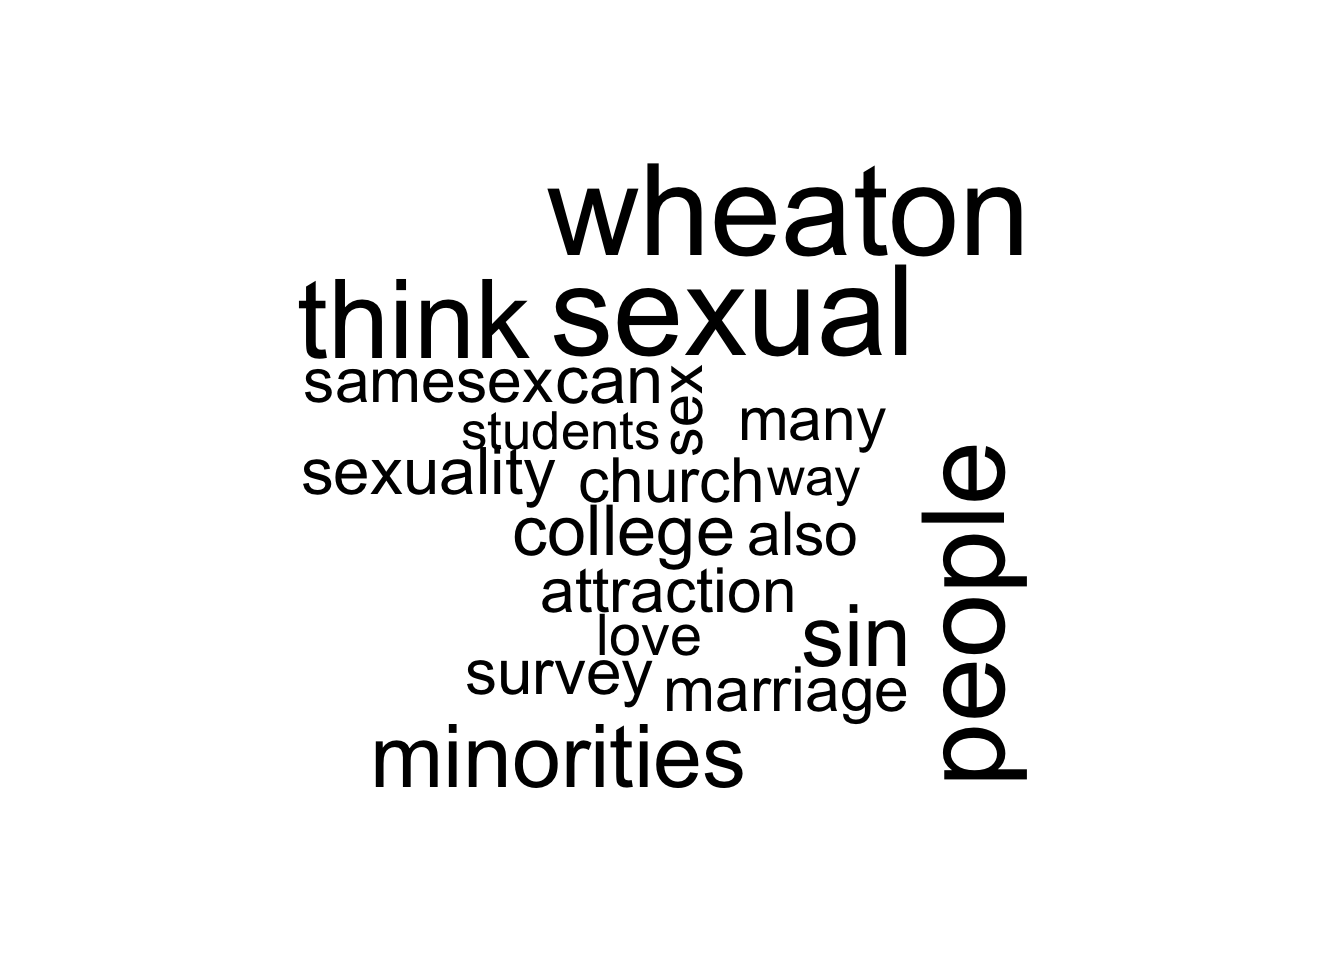 wheaton
think sexual
samesex can sex
students many
sexuality church way
college also
attraction
love sin
survey marriage
minorities
people